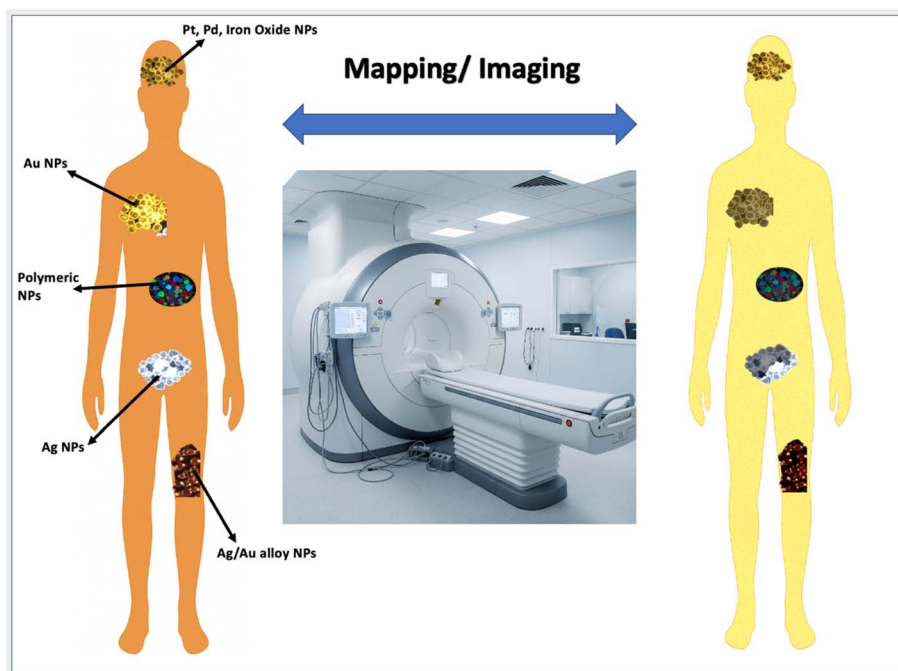 Pt, Pd, Iron Oxide NPs
Mapping/ Imaging
Au NPs
Polymeric
NPs
Ag NPs
Ag/Au alloy NPs